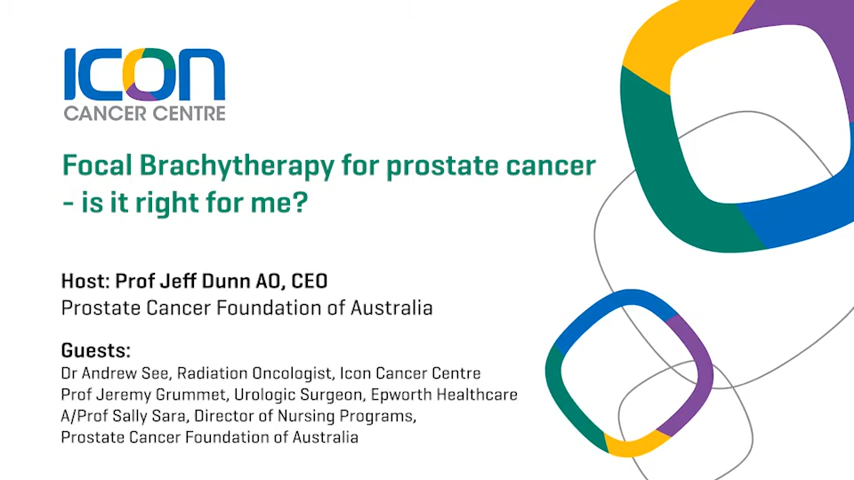 ICON
CANCER CENTRE
Focal Brachytherapy for prostate cancer
- is it right for me?
Host: Prof Jeff Dunn AO, CEO
Prostate Cancer Foundation of Australia
Guests:
Dr Andrew See, Radiation Oncologist, Icon Cancer Centre
Prof Jeremy Grummet, Urologic Surgeon, Epworth Healthcare
A/Prof Sally Sara, Director of Nursing Programs,
Prostate Cancer Foundation of Australia